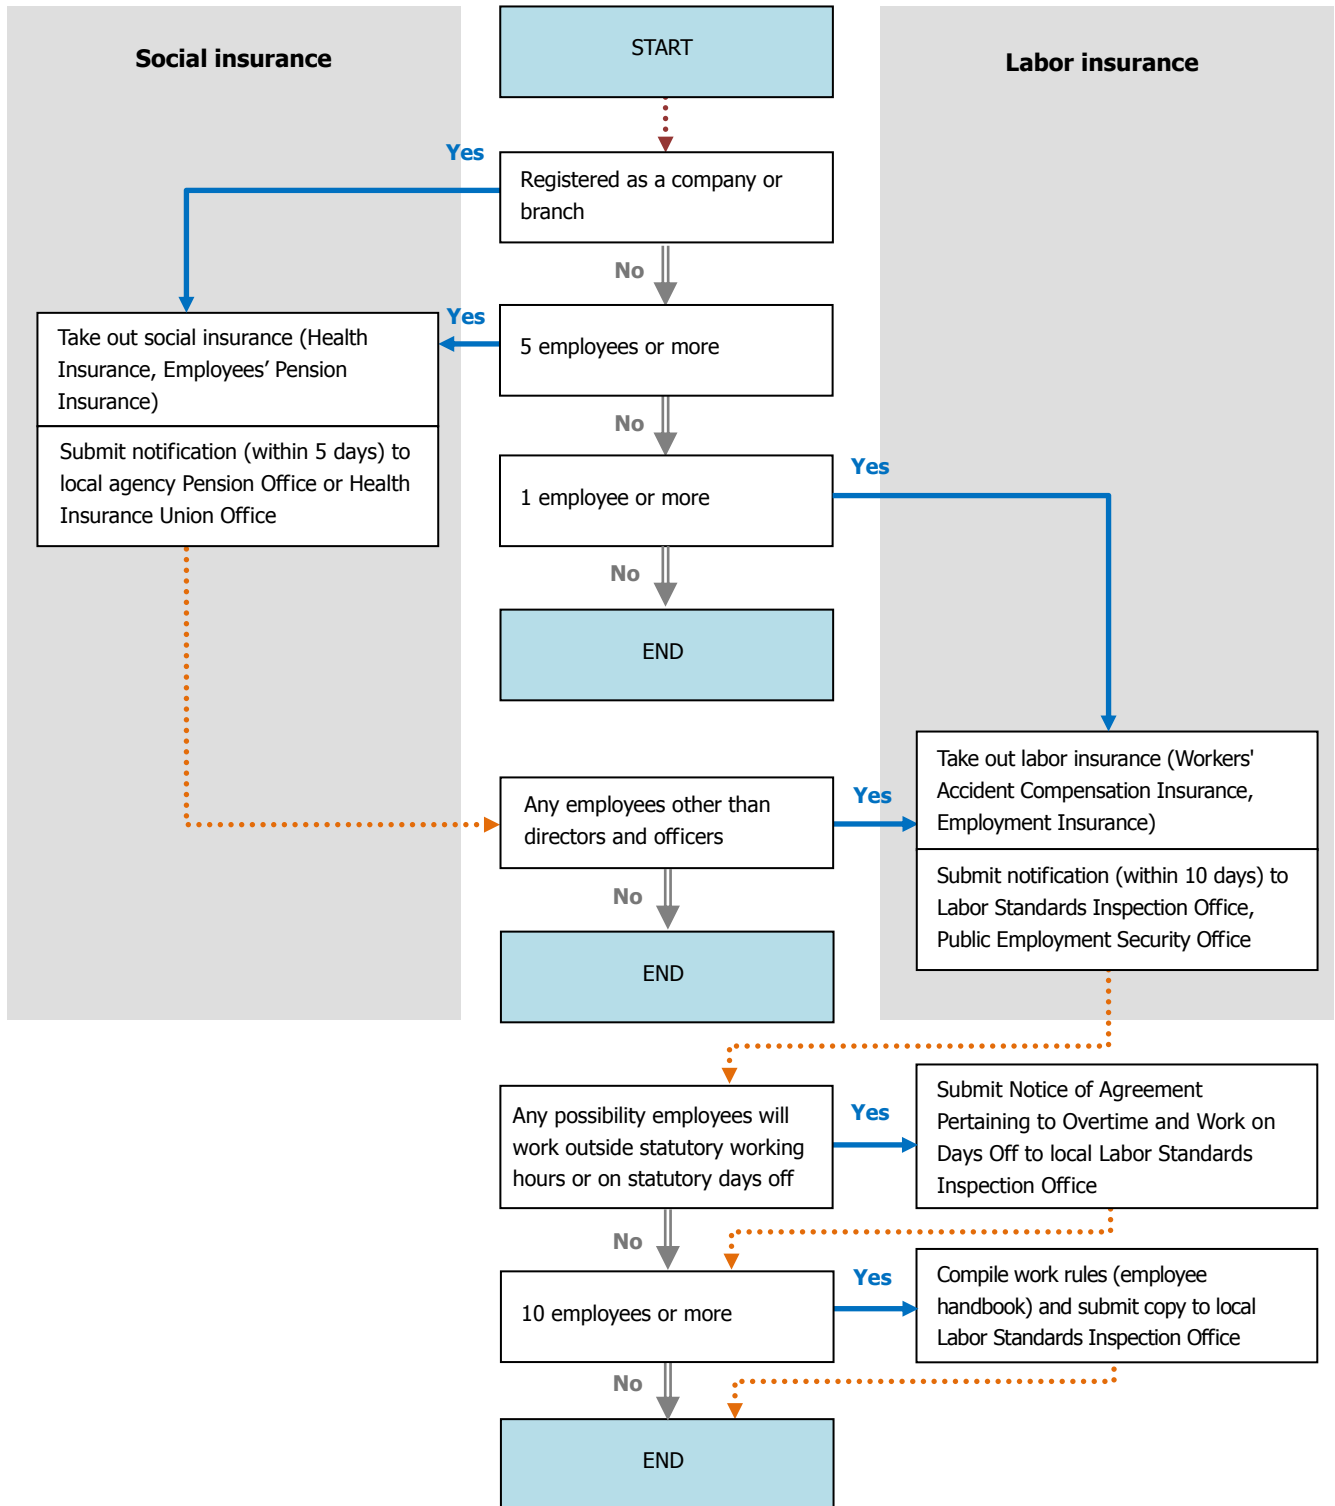 START
Social insurance
Labor insurance
Yes
Registered as a company or
branch
No
Take out social insurance (Health
Insurance, Employees’ Pension
Insurance)
Yes
5 employees or more
No
Submit notification (within 5 days) to
local agency Pension Office or Health
Insurance Union Office
1 employee or more
Yes
No
END
Take out labor insurance (Workers'
Accident Compensation Insurance,
Employment Insurance)
Any employees other than
directors and officers
Yes
Submit notification (within 10 days) to
Labor Standards Inspection Office,
Public Employment Security Office
No
END
Any possibility employees will
work outside statutory working
hours or on statutory days off
Yes
Submit Notice of Agreement
Pertaining to Overtime and Work on
Days Off to local Labor Standards
Inspection Office
No
10 employees or more
Yes
Compile work rules (employee
handbook) and submit copy to local
Labor Standards Inspection Office
No
END